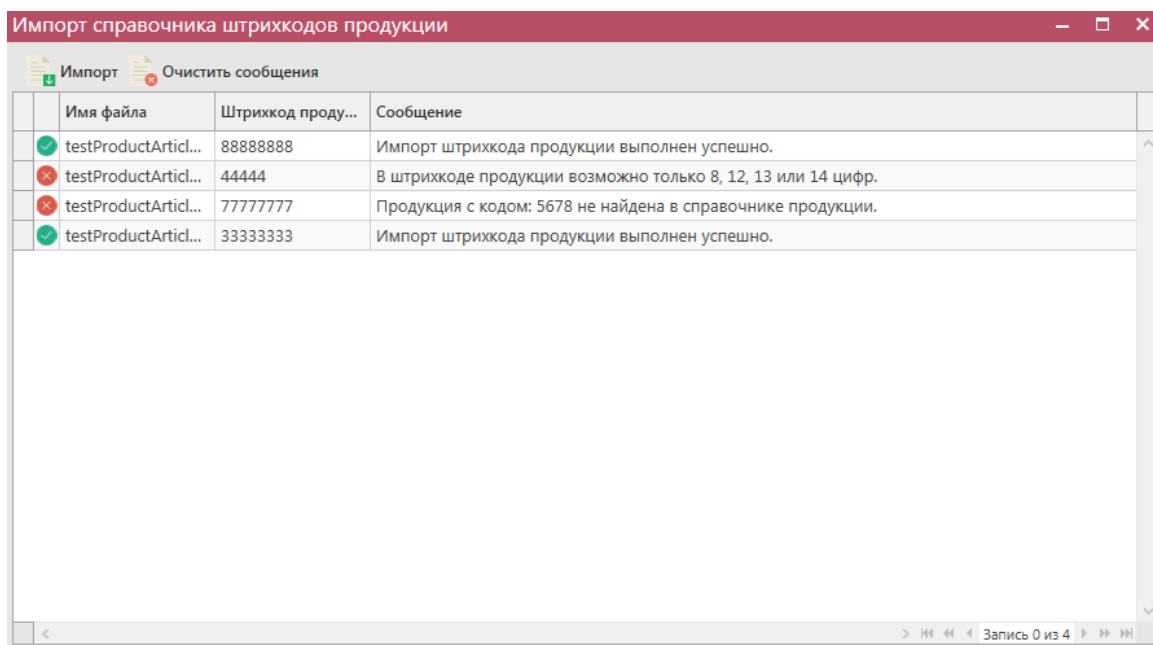 Импорт справочника штрихкодов продукции
Импорт Очистить сообщения
Имя файла Штрихкод проду... Сообщение
testProductArticl... 88888888 Импорт штрихкода продукции выполнен успешно.
testProductArticl... 44444 В штрихкоде продукции возможно только 8, 12, 13 или 14 цифр.
testProductArticl... 77777777 Продукция с кодом: 5678 не найдена в справочнике продукции.
testProductArticl... 33333333 Импорт штрихкода продукции выполнен успешно.
Запись 0 из 4